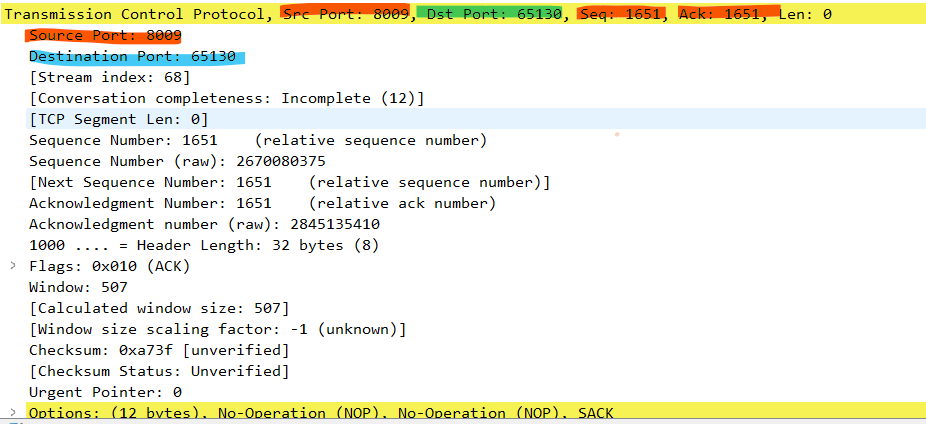 Transmission Control Protocol, Src Port: 8009, Dst Port: 65130, Seq: 1651, Ack: 1651, Len: 0
Source Port: 8009
Destination Port: 65130
[Stream index: 68]
[Conversation completeness: Incomplete (12)]
[TCP Segment Len: 0]
Sequence Number: 1651    (relative sequence number)
Sequence Number (raw): 2670080375
[Next Sequence Number: 1651    (relative sequence number)]
Acknowledgment Number: 1651    (relative ack number)
Acknowledgment number (raw): 2845135410
1000 .... = Header Length: 32 bytes (8)
> Flags: 0x010 (ACK)
Window: 507
[Calculated window size: 507]
[Window size scaling factor: -1 (unknown)]
Checksum: 0xa73f [unverified]
[Checksum Status: Unverified]
Urgent Pointer: 0
> Options: (12 bytes), No-Operation (NOP), No-Operation (NOP), SACK